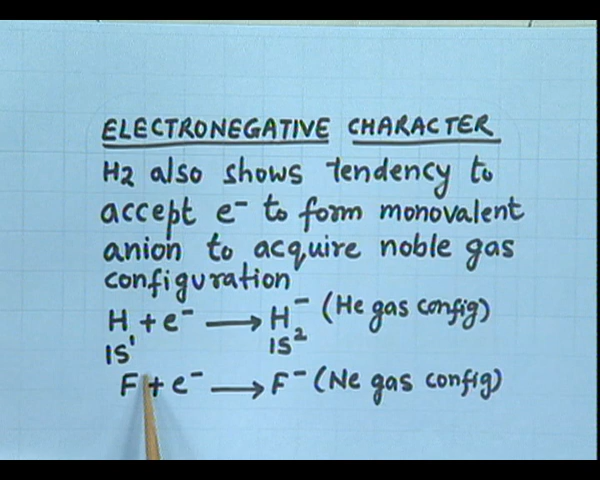 ELECTRONEGATIVE CHARACTER
H2 also shows tendency to
accept e⁻ to form monovalent
anion to acquire noble gas
configuration
H + e⁻ ⟶ H⁻ (He gas config)
1S¹ 1S²
F + e⁻ ⟶ F⁻ (Ne gas config)